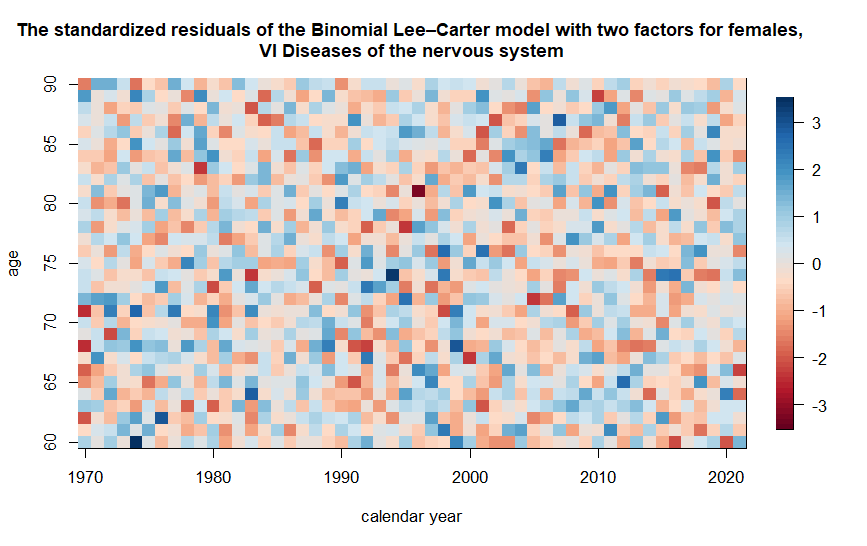 The standardized residuals of the Binomial Lee–Carter model with two factors for females,
VI Diseases of the nervous system
age
90
85
80
75
70
65
60
1970 1980 1990 2000 2010 2020
calendar year
3
2
1
0
-1
-2
-3